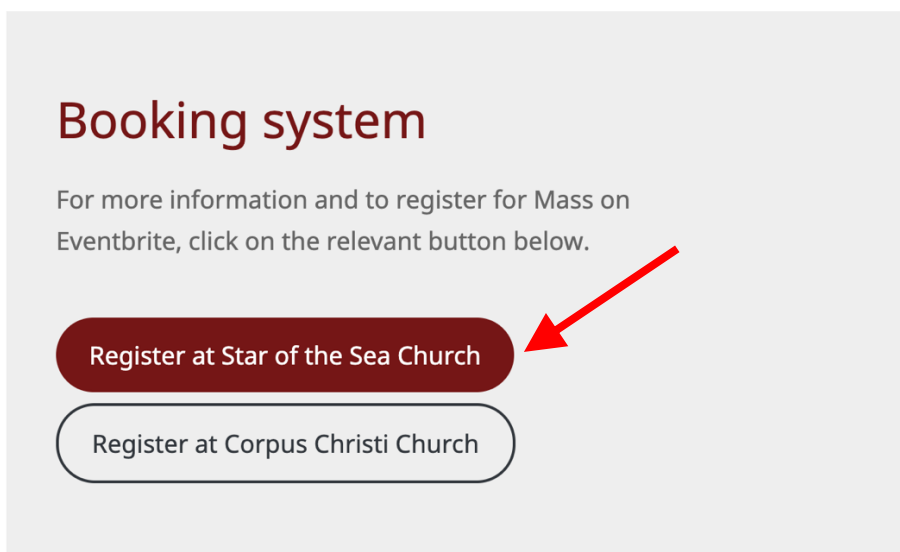 Booking system
For more information and to register for Mass on
Eventbrite, click on the relevant button below.
Register at Star of the Sea Church
Register at Corpus Christi Church